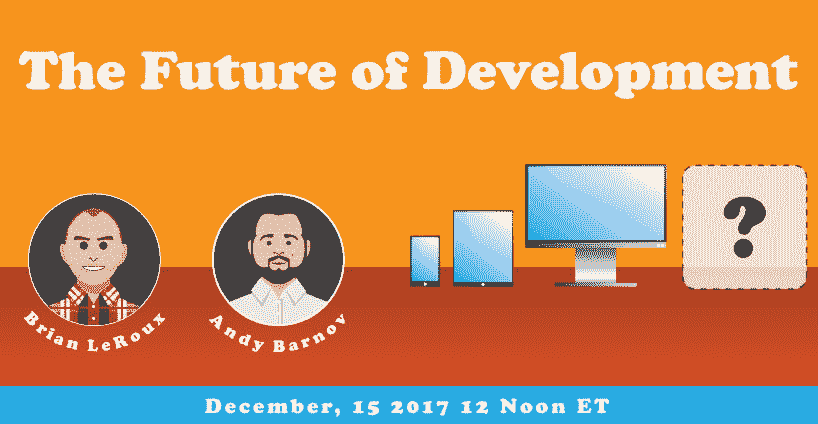 The Future of Development
?
Brian LeRoux
Andy Barnov
December, 15 2017 12 Noon ET